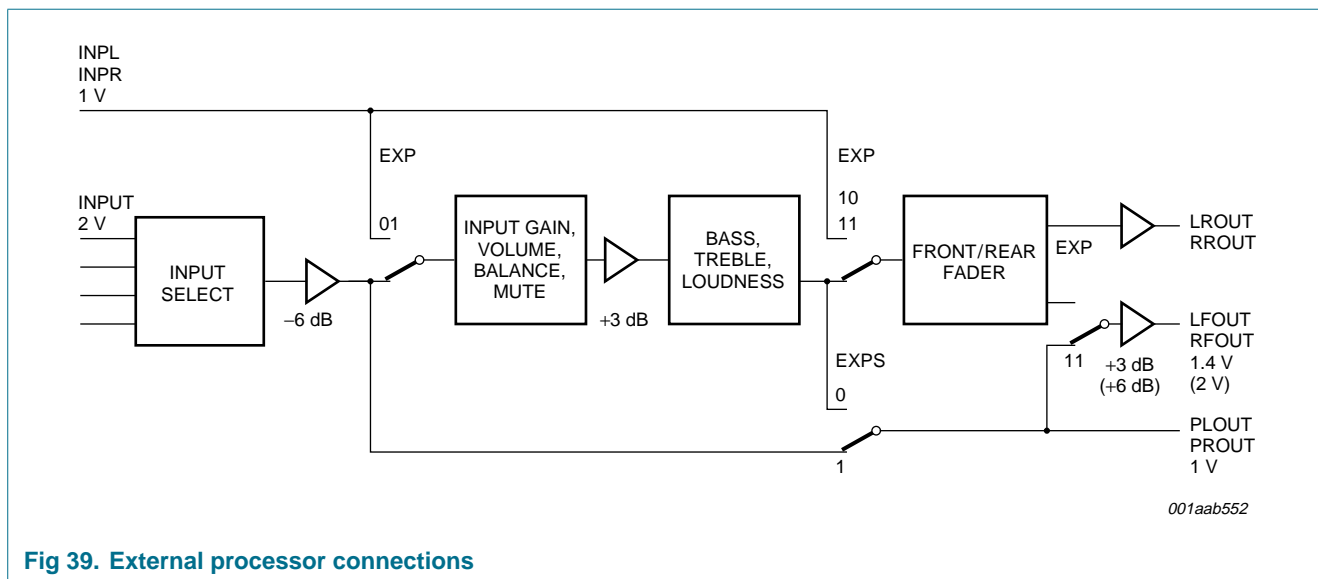 INPL
INPR
1 V
EXP
EXP
10
11
INPUT
2 V
01
INPUT
SELECT
−6 dB
INPUT GAIN,
VOLUME,
BALANCE,
MUTE
+3 dB
BASS,
TREBLE,
LOUDNESS
FRONT/REAR
FADER
EXP
LROUT
RROUT
EXPS
0
1
11
+3 dB
(+6 dB)
LFOUT
RFOUT
1.4 V
(2 V)
PLOUT
PROUT
1 V
001aab552
Fig 39. External processor connections